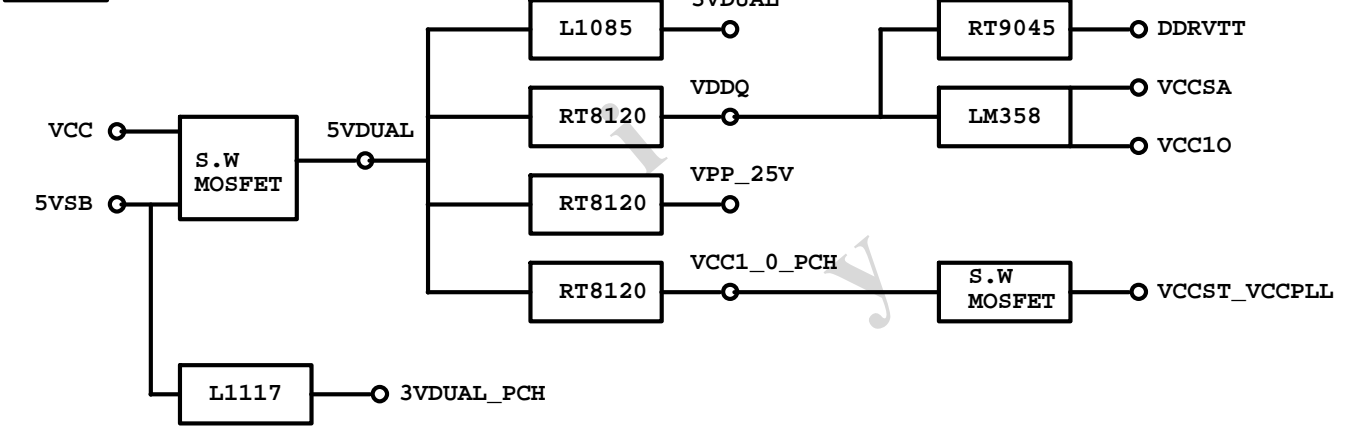 3VDUAL
L1085
RT9045
DDRVTT
VDDQ
VCCSA
RT8120
LM358
VCC
5VDUAL
VCC1O
S.W
MOSFET
VPP_25V
5VSB
RT8120
VCC1_0_PCH
S.W
MOSFET
RT8120
VCCST_VCCPLL
L1117
3VDUAL_PCH
i
y